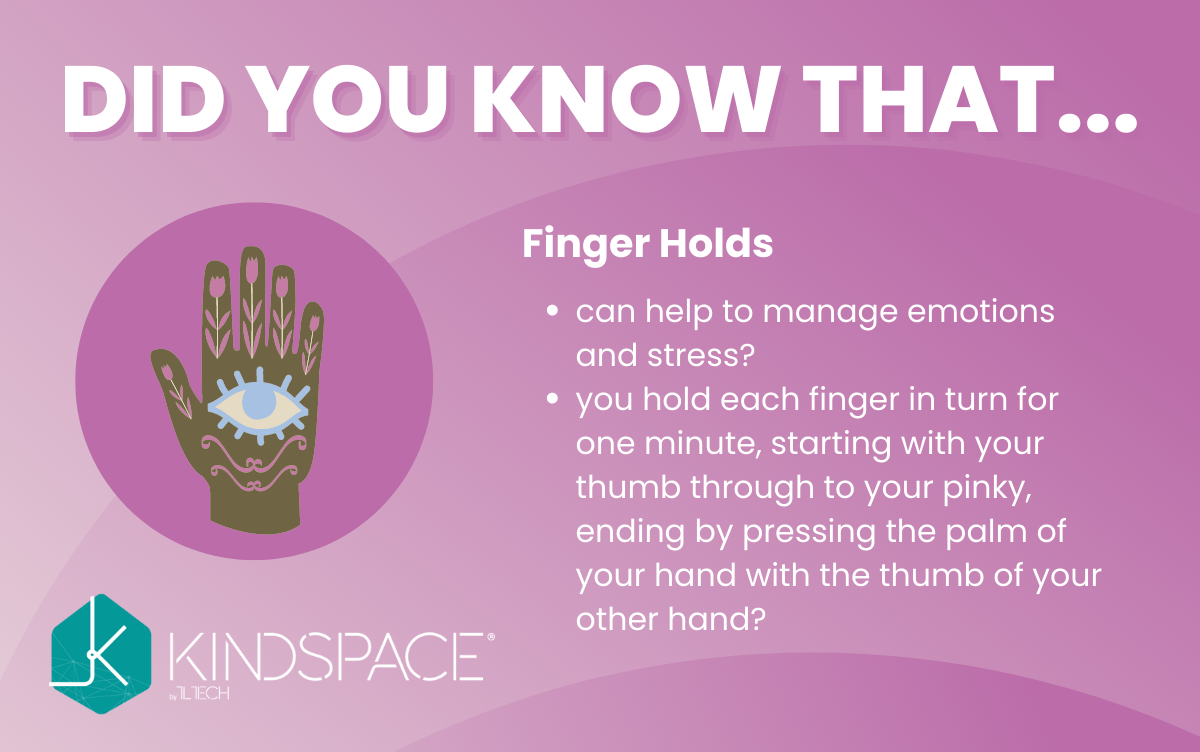 DID YOU KNOW THAT...
Finger Holds
• can help to manage emotions
and stress?
• you hold each finger in turn for
one minute, starting with your
thumb through to your pinky,
ending by pressing the palm of
your hand with the thumb of your
other hand?
KINDSPACE®
by TLTECH